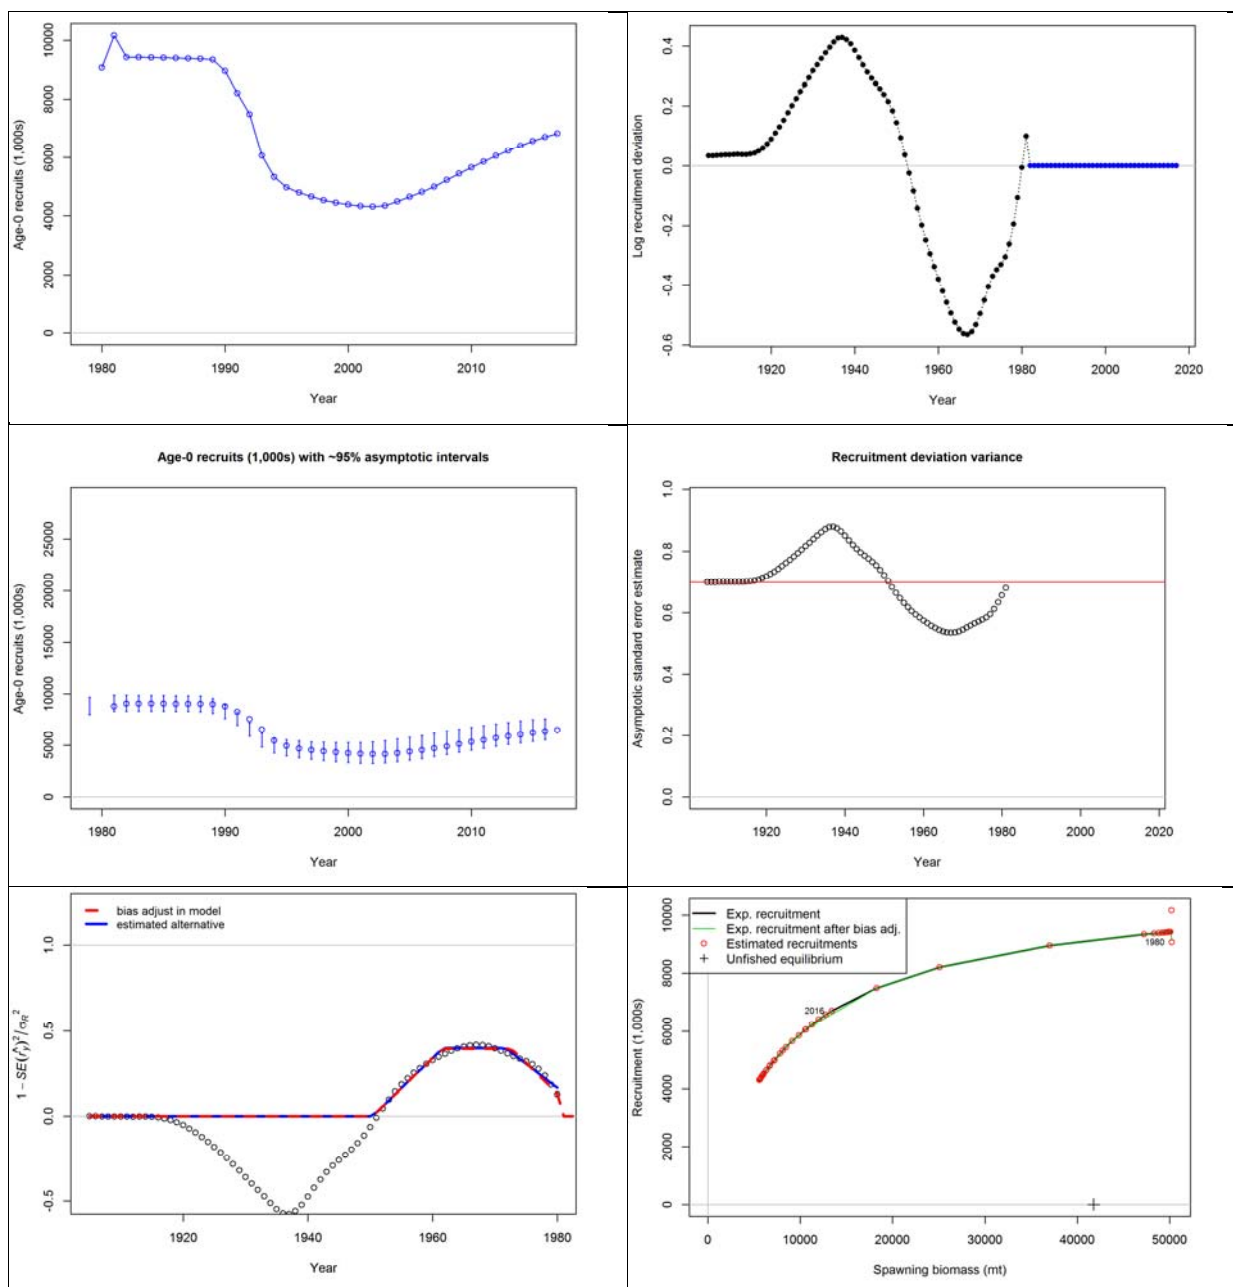 Age-0 recruits (1,000s)
0 2000 4000 6000 8000 10000
1980 1990 2000 2010
Year
Log recruitment deviation
-0.6 -0.4 -0.2 0.0 0.2 0.4
1920 1940 1960 1980 2000 2020
Year
Age-0 recruits (1,000s) with ~95% asymptotic intervals
Age-0 recruits (1,000s)
0 5000 10000 15000 20000 25000
1980 1990 2000 2010
Year
Recruitment deviation variance
Asymptotic standard error estimate
0.0 0.2 0.4 0.6 0.8 1.0
1920 1940 1960 1980 2000 2020
Year
bias adjust in model
estimated alternative
1 − SE(r̂y)²/σR²
-0.5 0.0 0.5 1.0
1920 1940 1960 1980
Year
Exp. recruitment
Exp. recruitment after bias adj.
Estimated recruitments
Unfished equilibrium
1980
2016
Recruitment (1,000s)
0 2000 4000 6000 8000 10000
0 10000 20000 30000 40000 50000
Spawning biomass (mt)